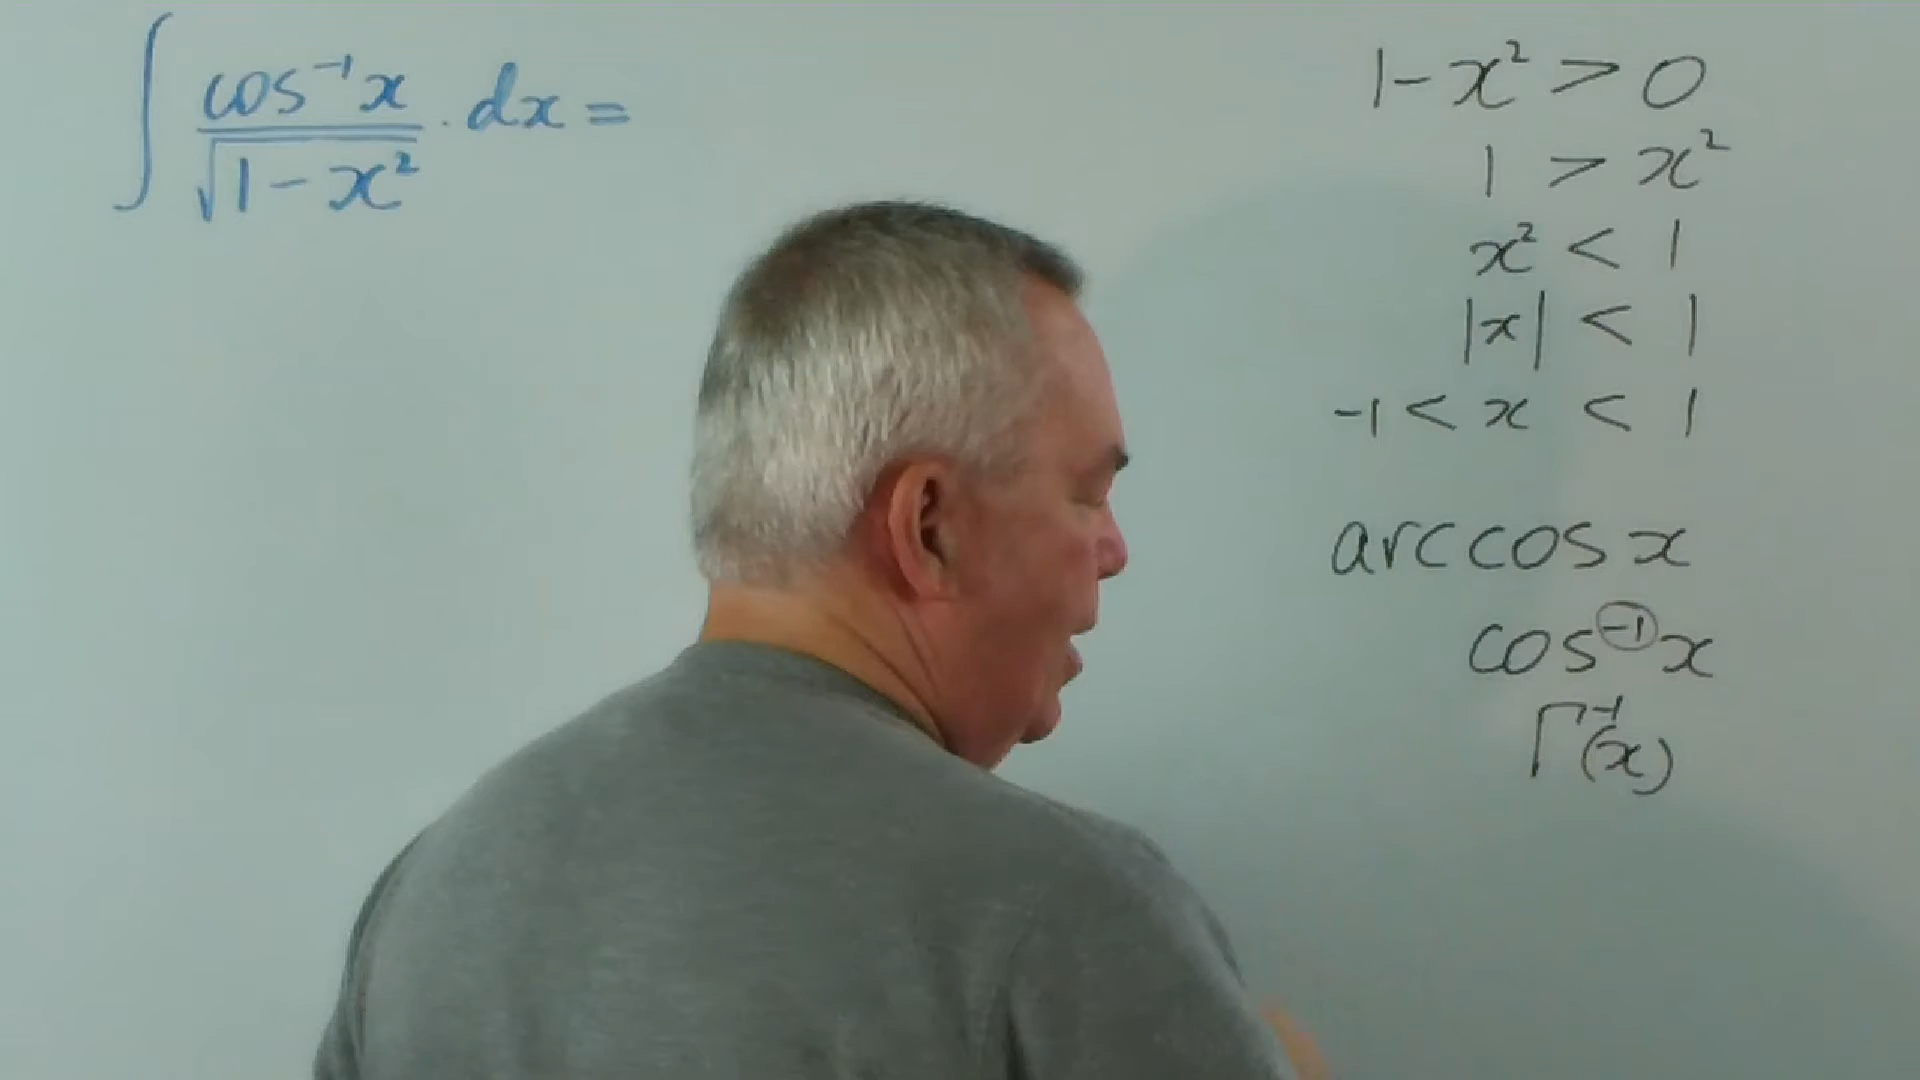 ∫ cos⁻¹x / √(1-x²) . dx =
1-x² > 0
1 > x²
x² < 1
|x| < 1
-1 < x < 1
arccos x
cos⁻¹x
Γ⁻¹(x)